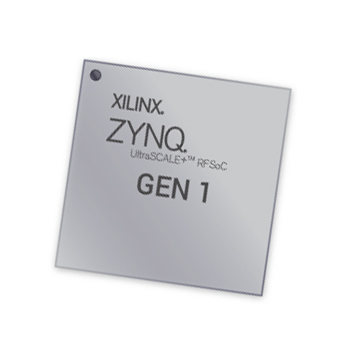 XILINX.
ZYNQ.
UltraSCALE+™ RFSoC
GEN 1